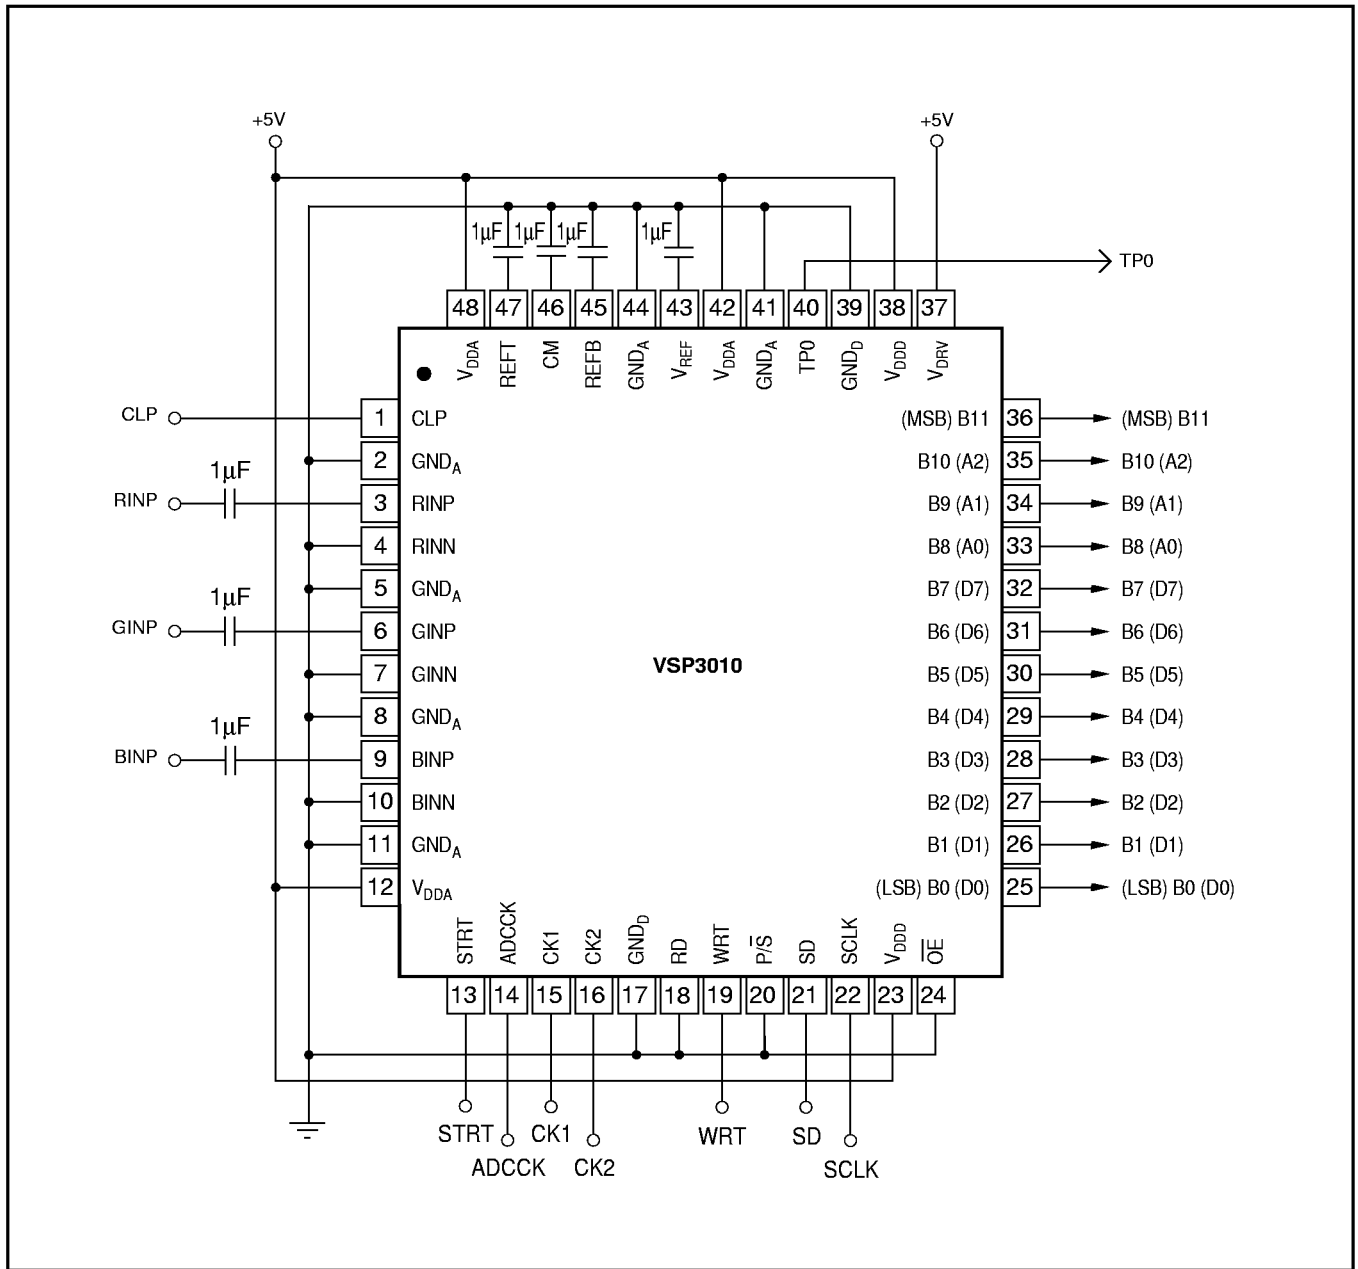 +5V
+5V
1µF
1µF
1µF
1µF
TP0
48
47
46
45
44
43
42
41
40
39
38
37
VDDA
REFT
CM
REFB
GNDA
VREF
VDDA
GNDA
TP0
GNDD
VDDD
VDRV
CLP
1
CLP
(MSB) B11
36
(MSB) B11
2
GNDA
B10 (A2)
35
B10 (A2)
1µF
RINP
3
RINP
B9 (A1)
34
B9 (A1)
4
RINN
B8 (A0)
33
B8 (A0)
5
GNDA
B7 (D7)
32
B7 (D7)
1µF
GINP
6
GINP
B6 (D6)
31
B6 (D6)
VSP3010
7
GINN
B5 (D5)
30
B5 (D5)
8
GNDA
B4 (D4)
29
B4 (D4)
1µF
BINP
9
BINP
B3 (D3)
28
B3 (D3)
10
BINN
B2 (D2)
27
B2 (D2)
11
GNDA
B1 (D1)
26
B1 (D1)
12
VDDA
(LSB) B0 (D0)
25
(LSB) B0 (D0)
STRT
ADCCK
CK1
CK2
GNDD
RD
WRT
P/S̅
SD
SCLK
VDDD
O̅E̅
13
14
15
16
17
18
19
20
21
22
23
24
STRT
CK1
WRT
SD
ADCCK
CK2
SCLK